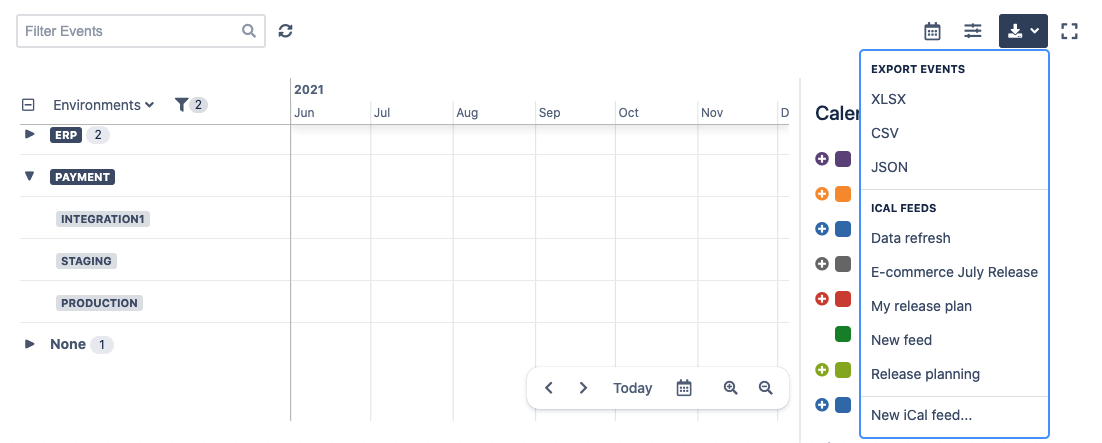 Filter Events
Environments
2
2021
Jun Jul Aug Sep Oct Nov D
ERP 2
PAYMENT
INTEGRATION1
STAGING
PRODUCTION
None 1
Today
Caler
EXPORT EVENTS
XLSX
CSV
JSON
ICAL FEEDS
Data refresh
E-commerce July Release
My release plan
New feed
Release planning
New iCal feed...